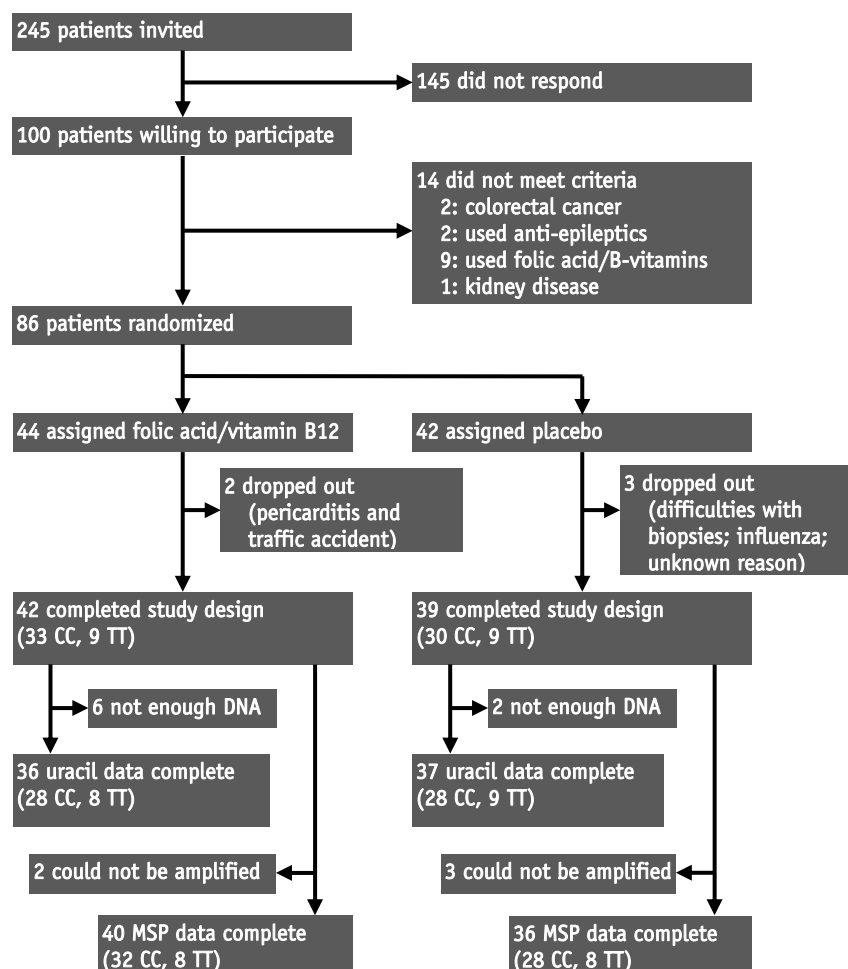 245 patients invited
145 did not respond
100 patients willing to participate
14 did not meet criteria
2: colorectal cancer
2: used anti-epileptics
9: used folic acid/B-vitamins
1: kidney disease
86 patients randomized
44 assigned folic acid/vitamin B12
42 assigned placebo
2 dropped out
(pericarditis and
traffic accident)
3 dropped out
(difficulties with
biopsies; influenza;
unknown reason)
42 completed study design
(33 CC, 9 TT)
39 completed study design
(30 CC, 9 TT)
6 not enough DNA
2 not enough DNA
36 uracil data complete
(28 CC, 8 TT)
37 uracil data complete
(28 CC, 9 TT)
2 could not be amplified
3 could not be amplified
40 MSP data complete
(32 CC, 8 TT)
36 MSP data complete
(28 CC, 8 TT)